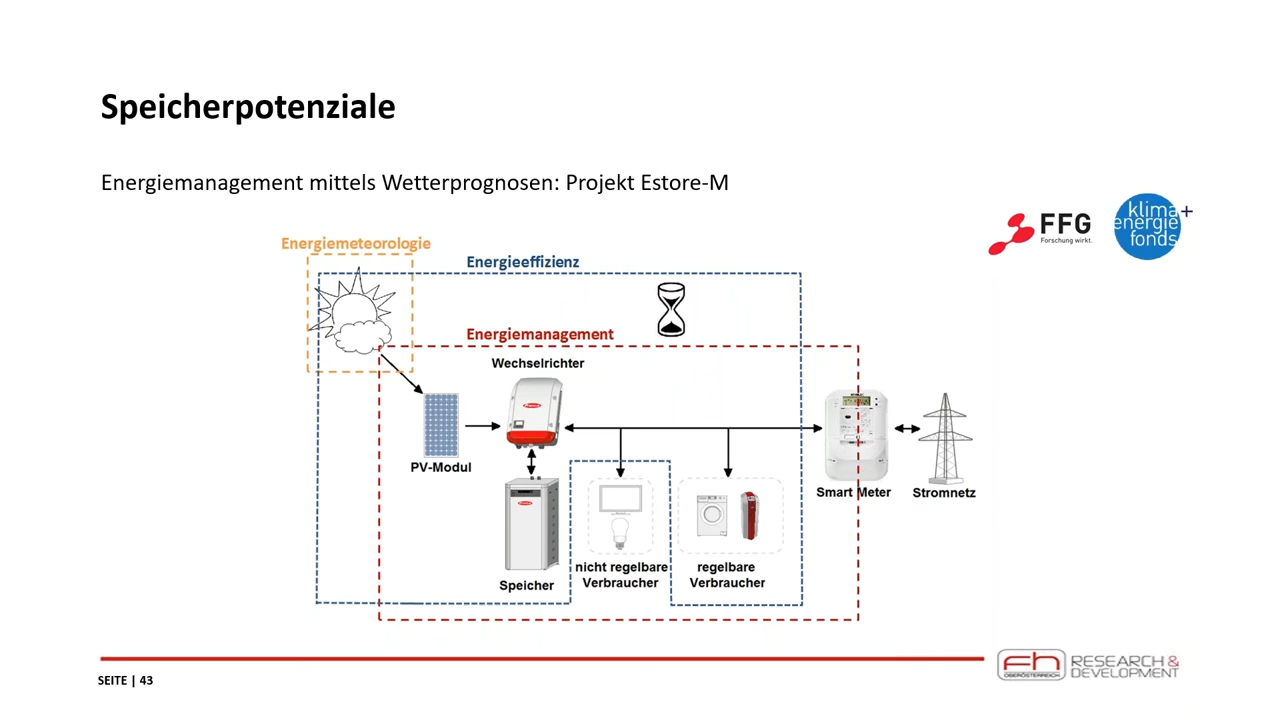 Speicherpotenziale
Energiemanagement mittels Wetterprognosen: Projekt Estore-M
FFG
Forschung wirkt.
klima
energie
fonds
+
Energiemeteorologie
Energieeffizienz
Energiemanagement
Wechselrichter
PV-Modul
Smart Meter
Stromnetz
Speicher
nicht regelbare
Verbraucher
regelbare
Verbraucher
SEITE | 43
fh
OBERÖSTERREICH
RESEARCH &
DEVELOPMENT